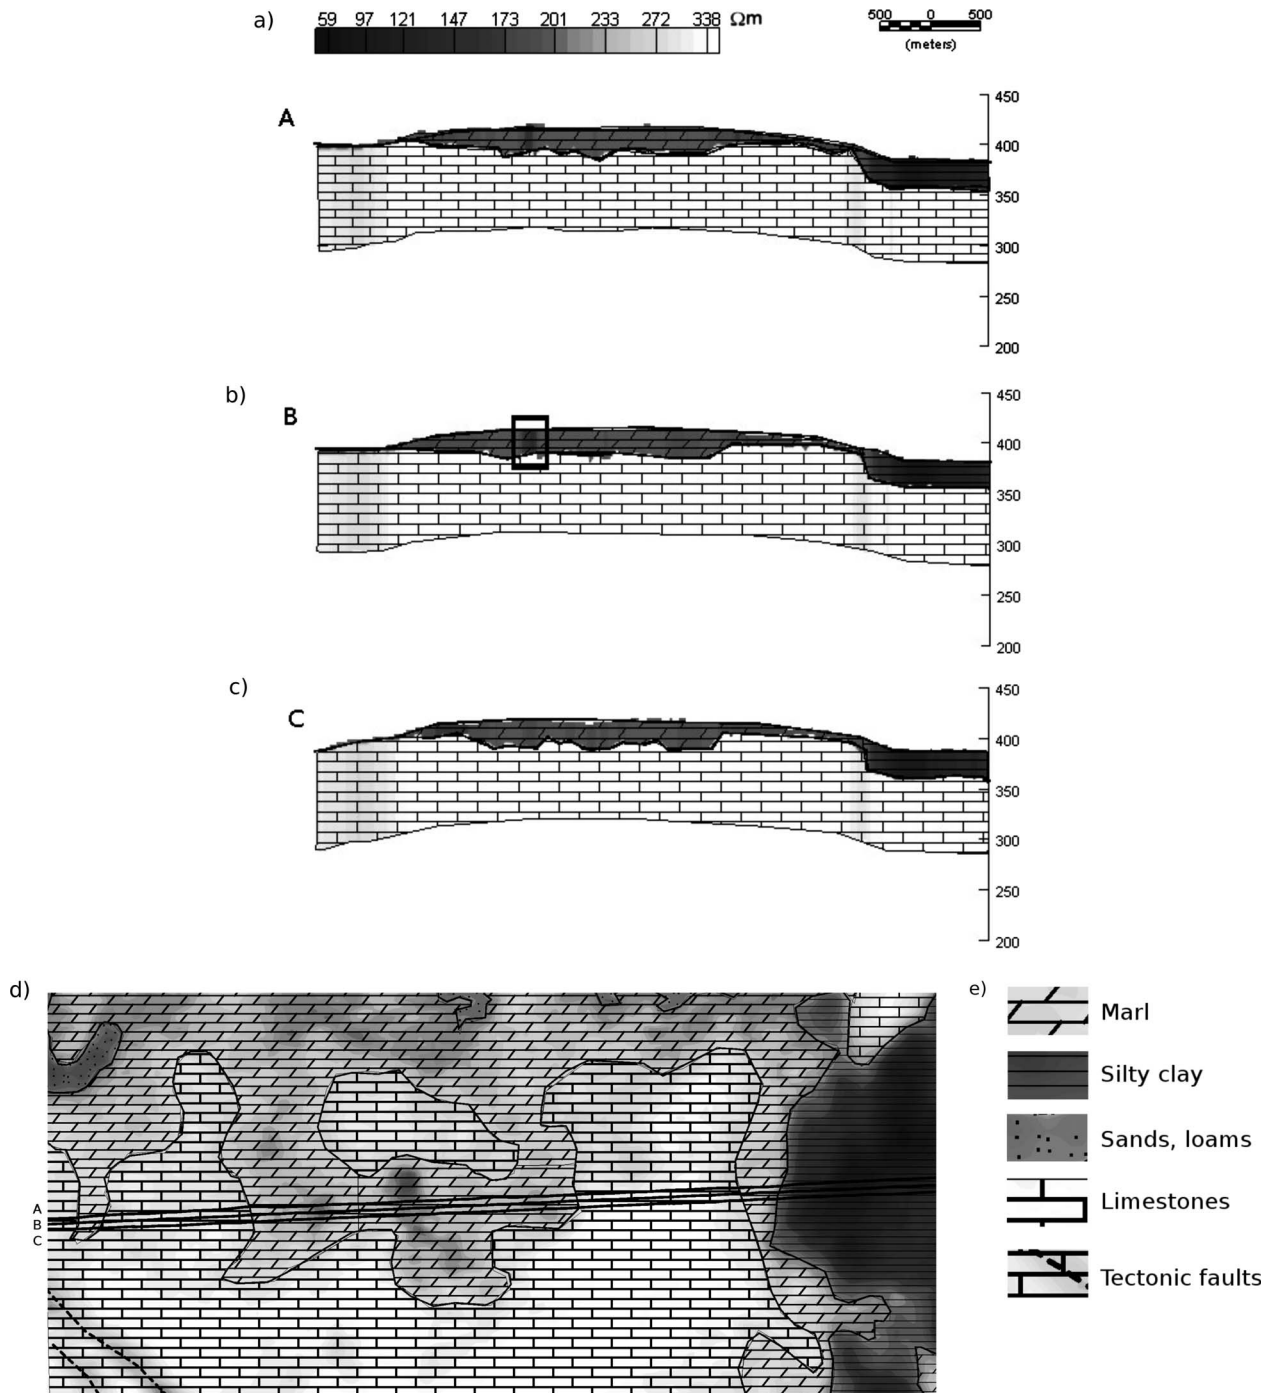 a)
59 97 121 147 173 201 233 272 338 Ωm
500 0 500
(meters)
A
450
400
350
300
250
200
b)
B
450
400
350
300
250
200
c)
C
450
400
350
300
250
200
d)
A
B
C
e)
Marl
Silty clay
Sands, loams
Limestones
Tectonic faults